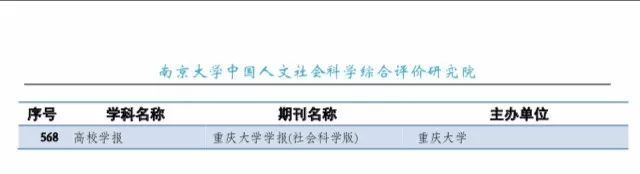 南京大学中国人文社会科学综合评价研究院
序号 学科名称 期刊名称 主办单位
568 高校学报 重庆大学学报(社会科学版) 重庆大学